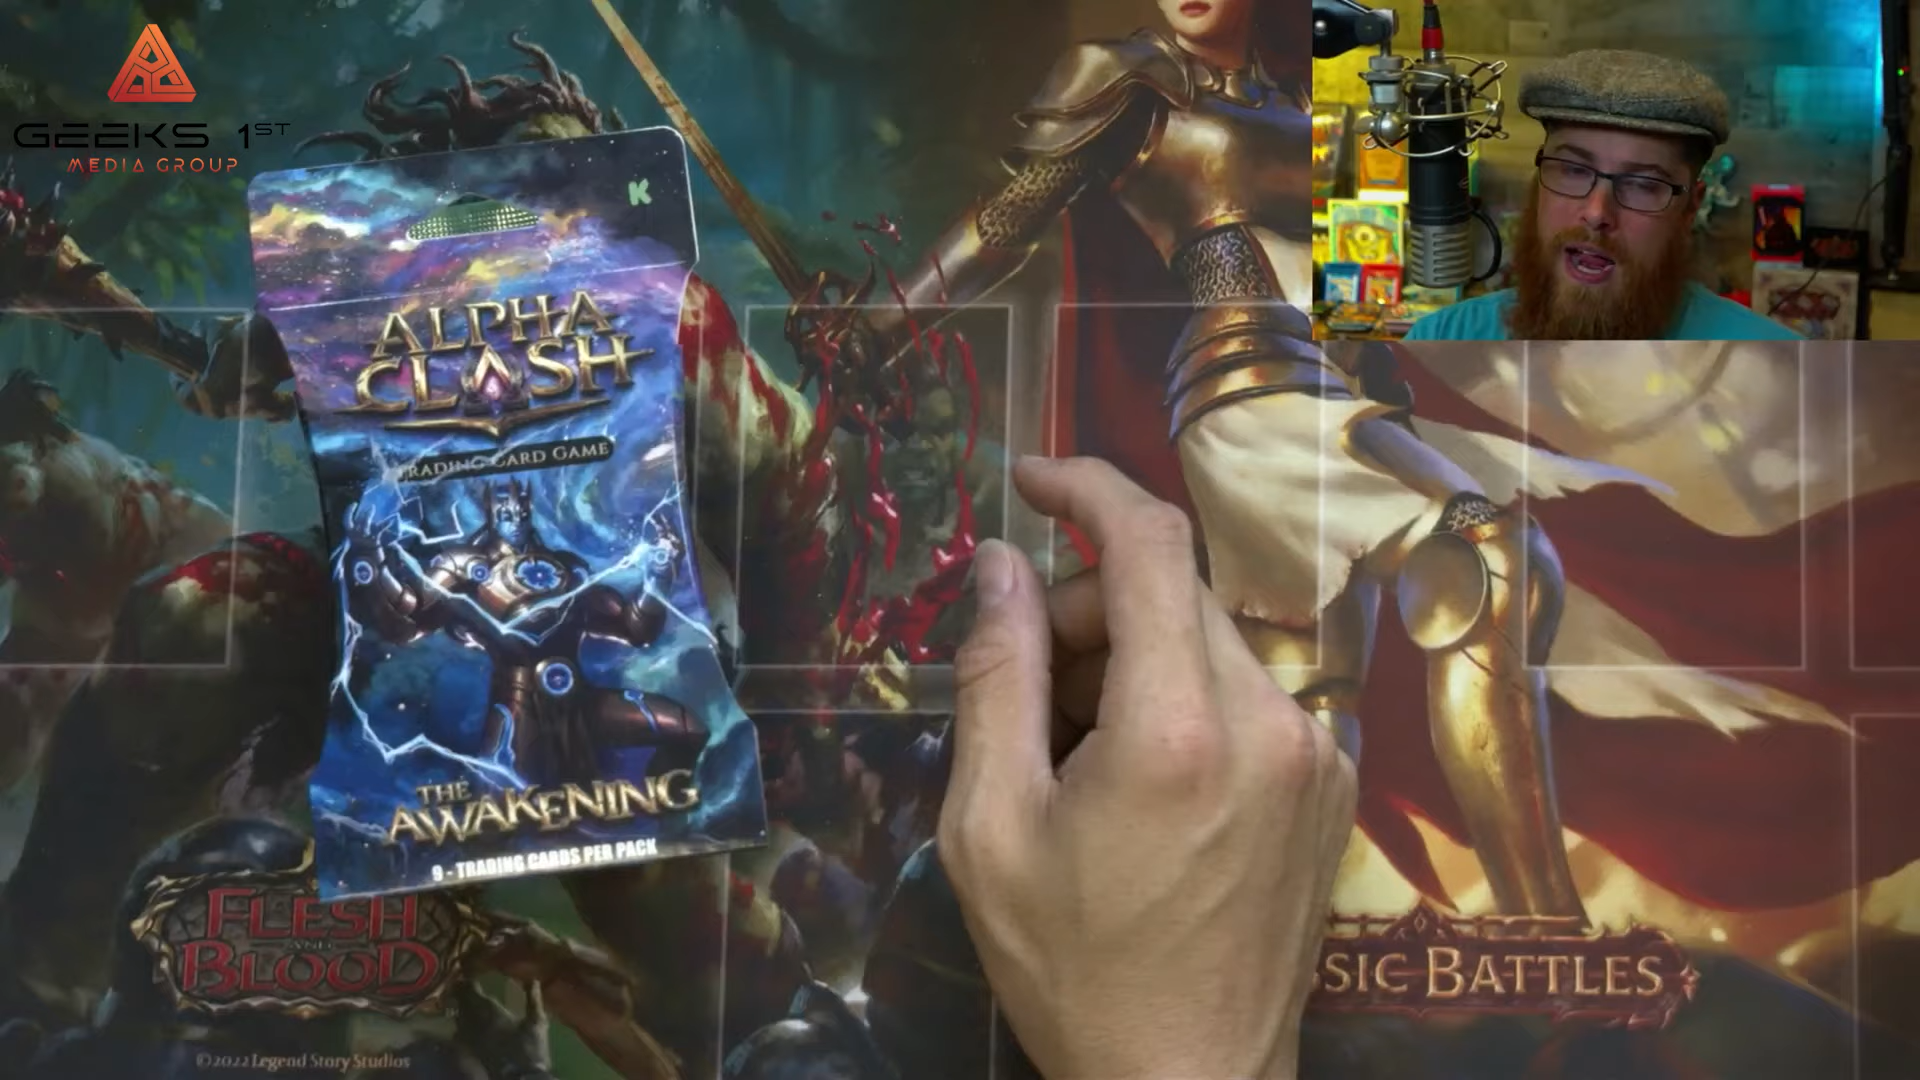 GEEKS 1ST
MEDIA GROUP
K
ALPHA
CLASH
TRADING CARD GAME
THE
AWAKENING
9 - TRADING CARDS PER PACK
FLESH
AND
BLOOD
SSIC BATTLES
©2022 Legend Story Studios